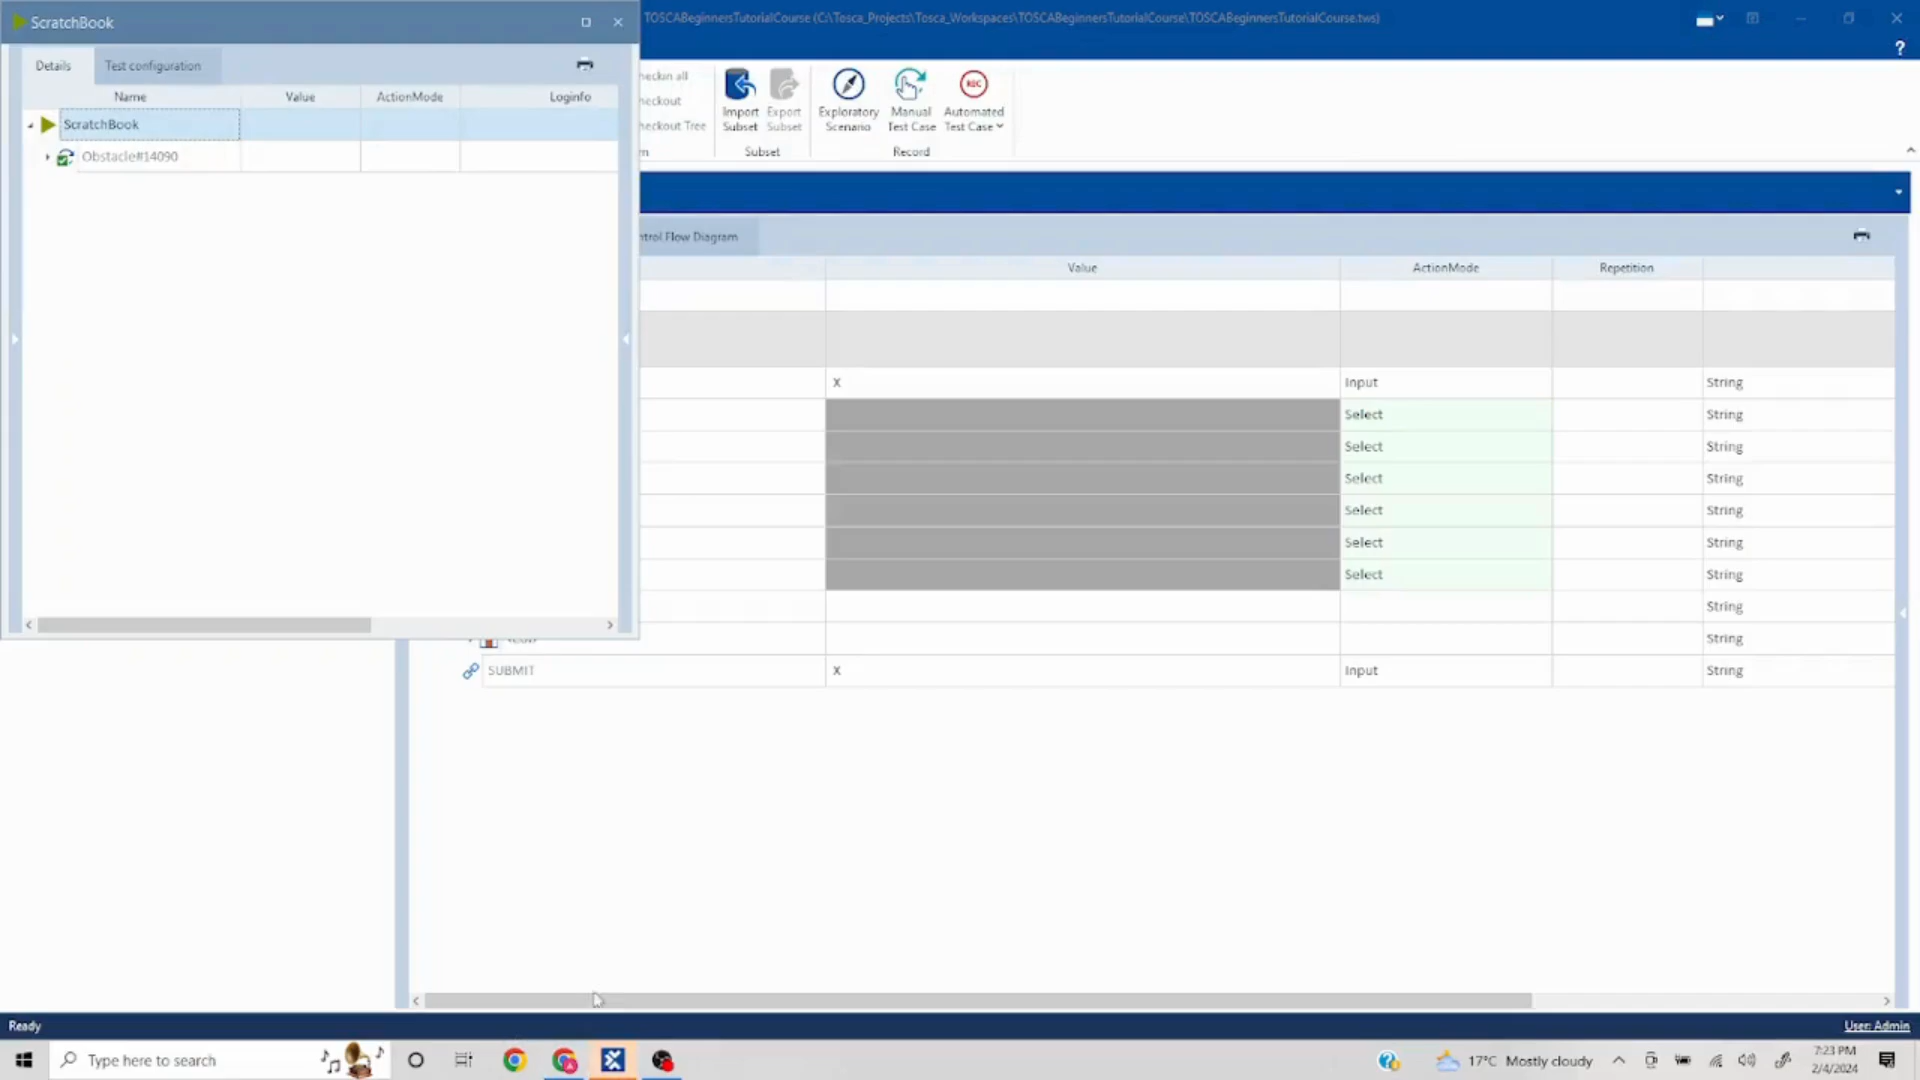 ScratchBook
TOSCABeginnersTutorialCourse (C:\Tosca_Projects\Tosca_Workspaces\TOSCABeginnersTutorialCourse\TOSCABeginnersTutorialCourse.tws)
?
Details
Test configuration
heckin all
heckout
heckout Tree
Import
Subset
Export
Subset
Subset
Exploratory
Scenario
Manual
Test Case
REC
Automated
Test Case
Record
Name
Value
ActionMode
Loginfo
ScratchBook
Obstacle#14090
ntrol Flow Diagram
Value
ActionMode
Repetition
X
Input
String
Select
String
Select
String
Select
String
Select
String
Select
String
Select
String
String
String
SUBMIT
X
Input
String
Ready
User: Admin
Type here to search
17°C Mostly cloudy
7:23 PM
2/4/2024